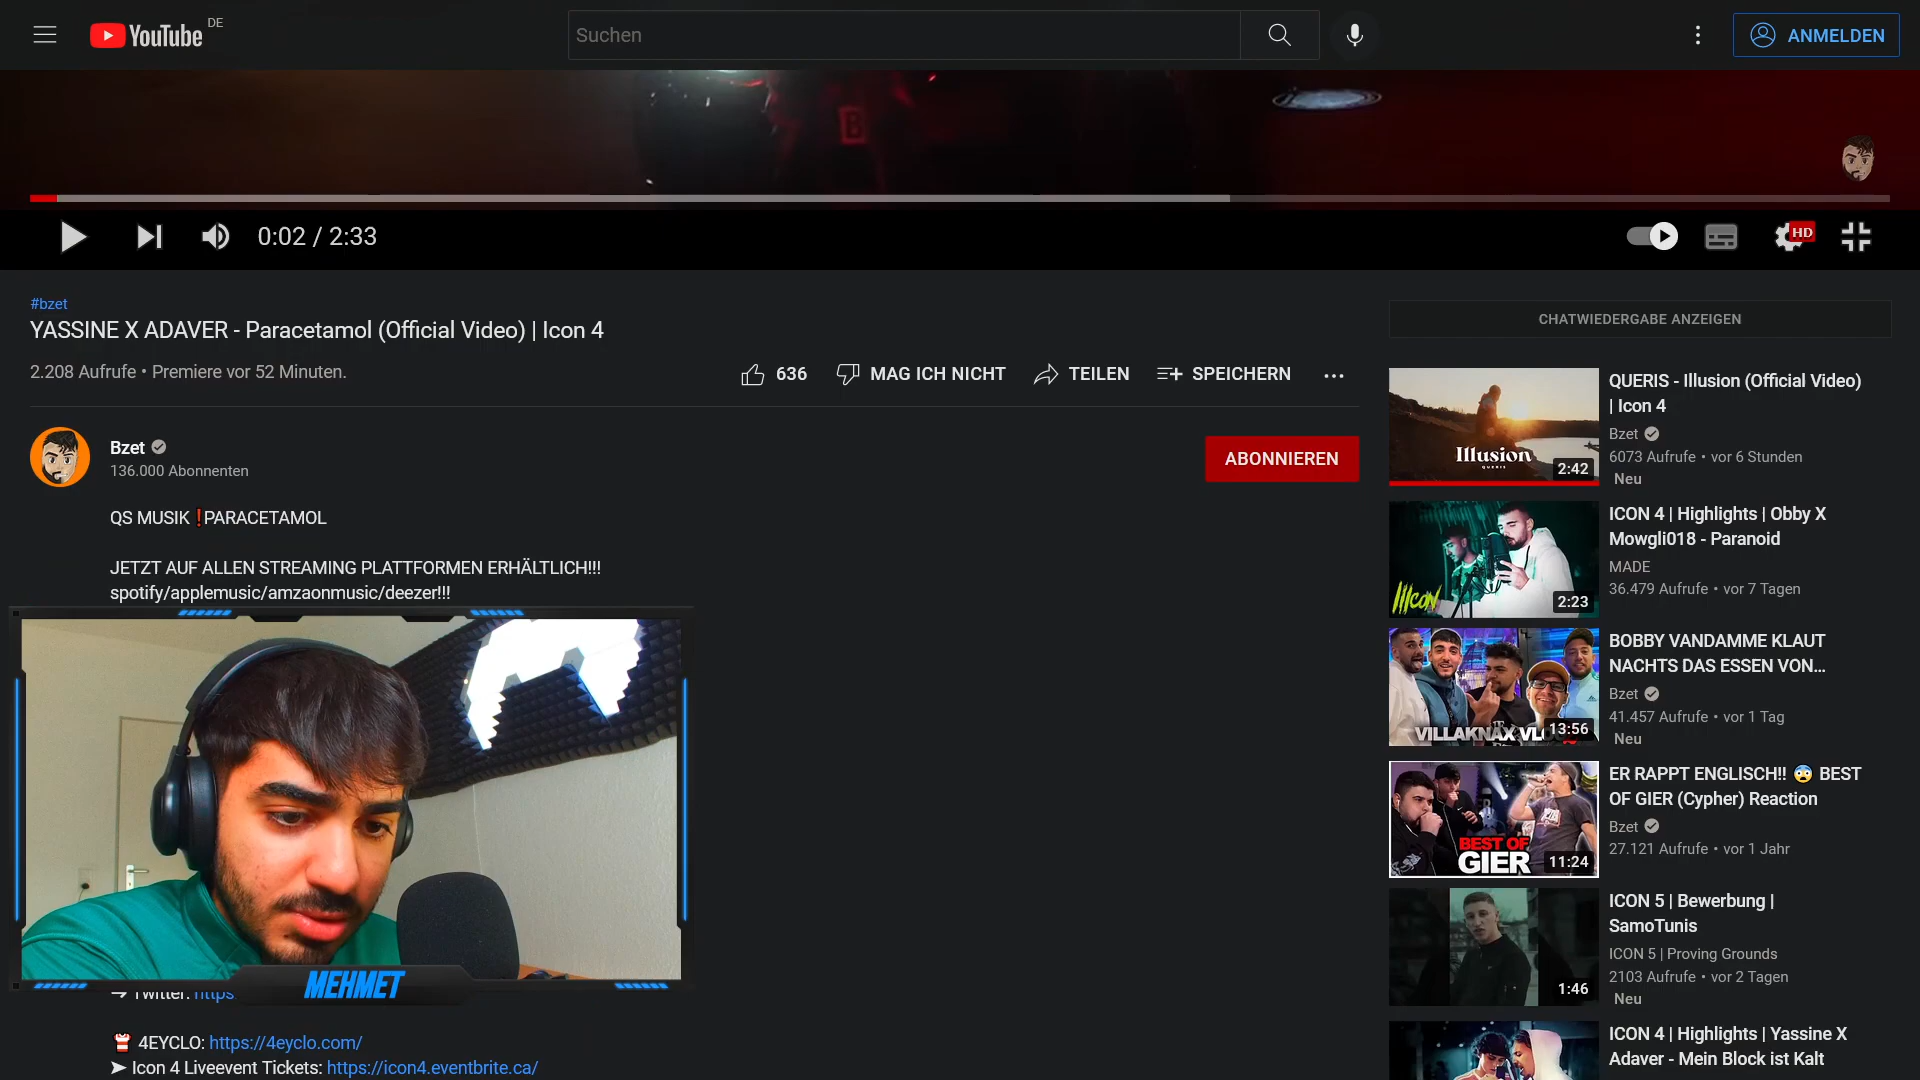 YouTube DE
Suchen
ANMELDEN
B
0:02 / 2:33
HD
#bzet
YASSINE X ADAVER - Paracetamol (Official Video) | Icon 4
2.208 Aufrufe • Premiere vor 52 Minuten.
636
MAG ICH NICHT
TEILEN
SPEICHERN
Bzet
136.000 Abonnenten
ABONNIEREN
QS MUSIK❗PARACETAMOL
JETZT AUF ALLEN STREAMING PLATTFORMEN ERHÄLTLICH!!!
spotify/applemusic/amzaonmusic/deezer!!!
MEHMET
Twitter: https
4EYCLO: https://4eyclo.com/
➤ Icon 4 Liveevent Tickets: https://icon4.eventbrite.ca/
CHATWIEDERGABE ANZEIGEN
Illusion
QUERIS
2:42
QUERIS - Illusion (Official Video)
| Icon 4
Bzet
6073 Aufrufe • vor 6 Stunden
Neu
ICON
2:23
ICON 4 | Highlights | Obby X
Mowgli018 - Paranoid
MADE
36.479 Aufrufe • vor 7 Tagen
VILLAKNAX VL
13:56
BOBBY VANDAMME KLAUT
NACHTS DAS ESSEN VON...
Bzet
41.457 Aufrufe • vor 1 Tag
Neu
BEST OF
GIER
11:24
ER RAPPT ENGLISCH!! 😨 BEST
OF GIER (Cypher) Reaction
Bzet
27.121 Aufrufe • vor 1 Jahr
1:46
ICON 5 | Bewerbung |
SamoTunis
ICON 5 | Proving Grounds
2103 Aufrufe • vor 2 Tagen
Neu
ICON 4 | Highlights | Yassine X
Adaver - Mein Block ist Kalt